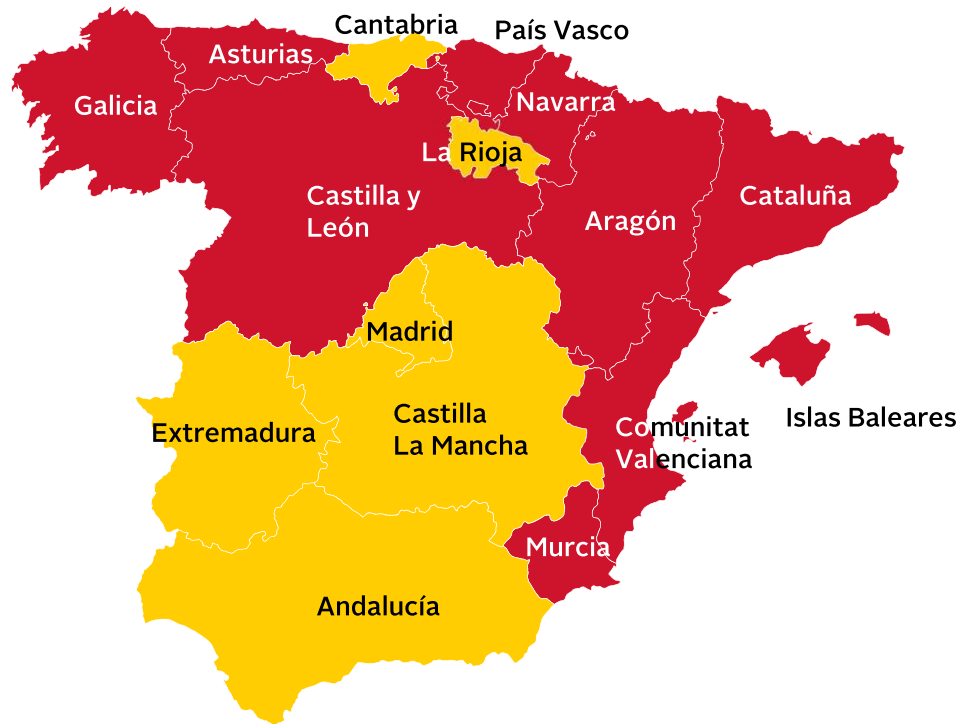 Cantabria
País Vasco
Asturias
Galicia
Navarra
La Rioja
Castilla y
León
Aragón
Cataluña
Madrid
Castilla
La Mancha
Extremadura
Islas Baleares
Comunitat
Valenciana
Murcia
Andalucía